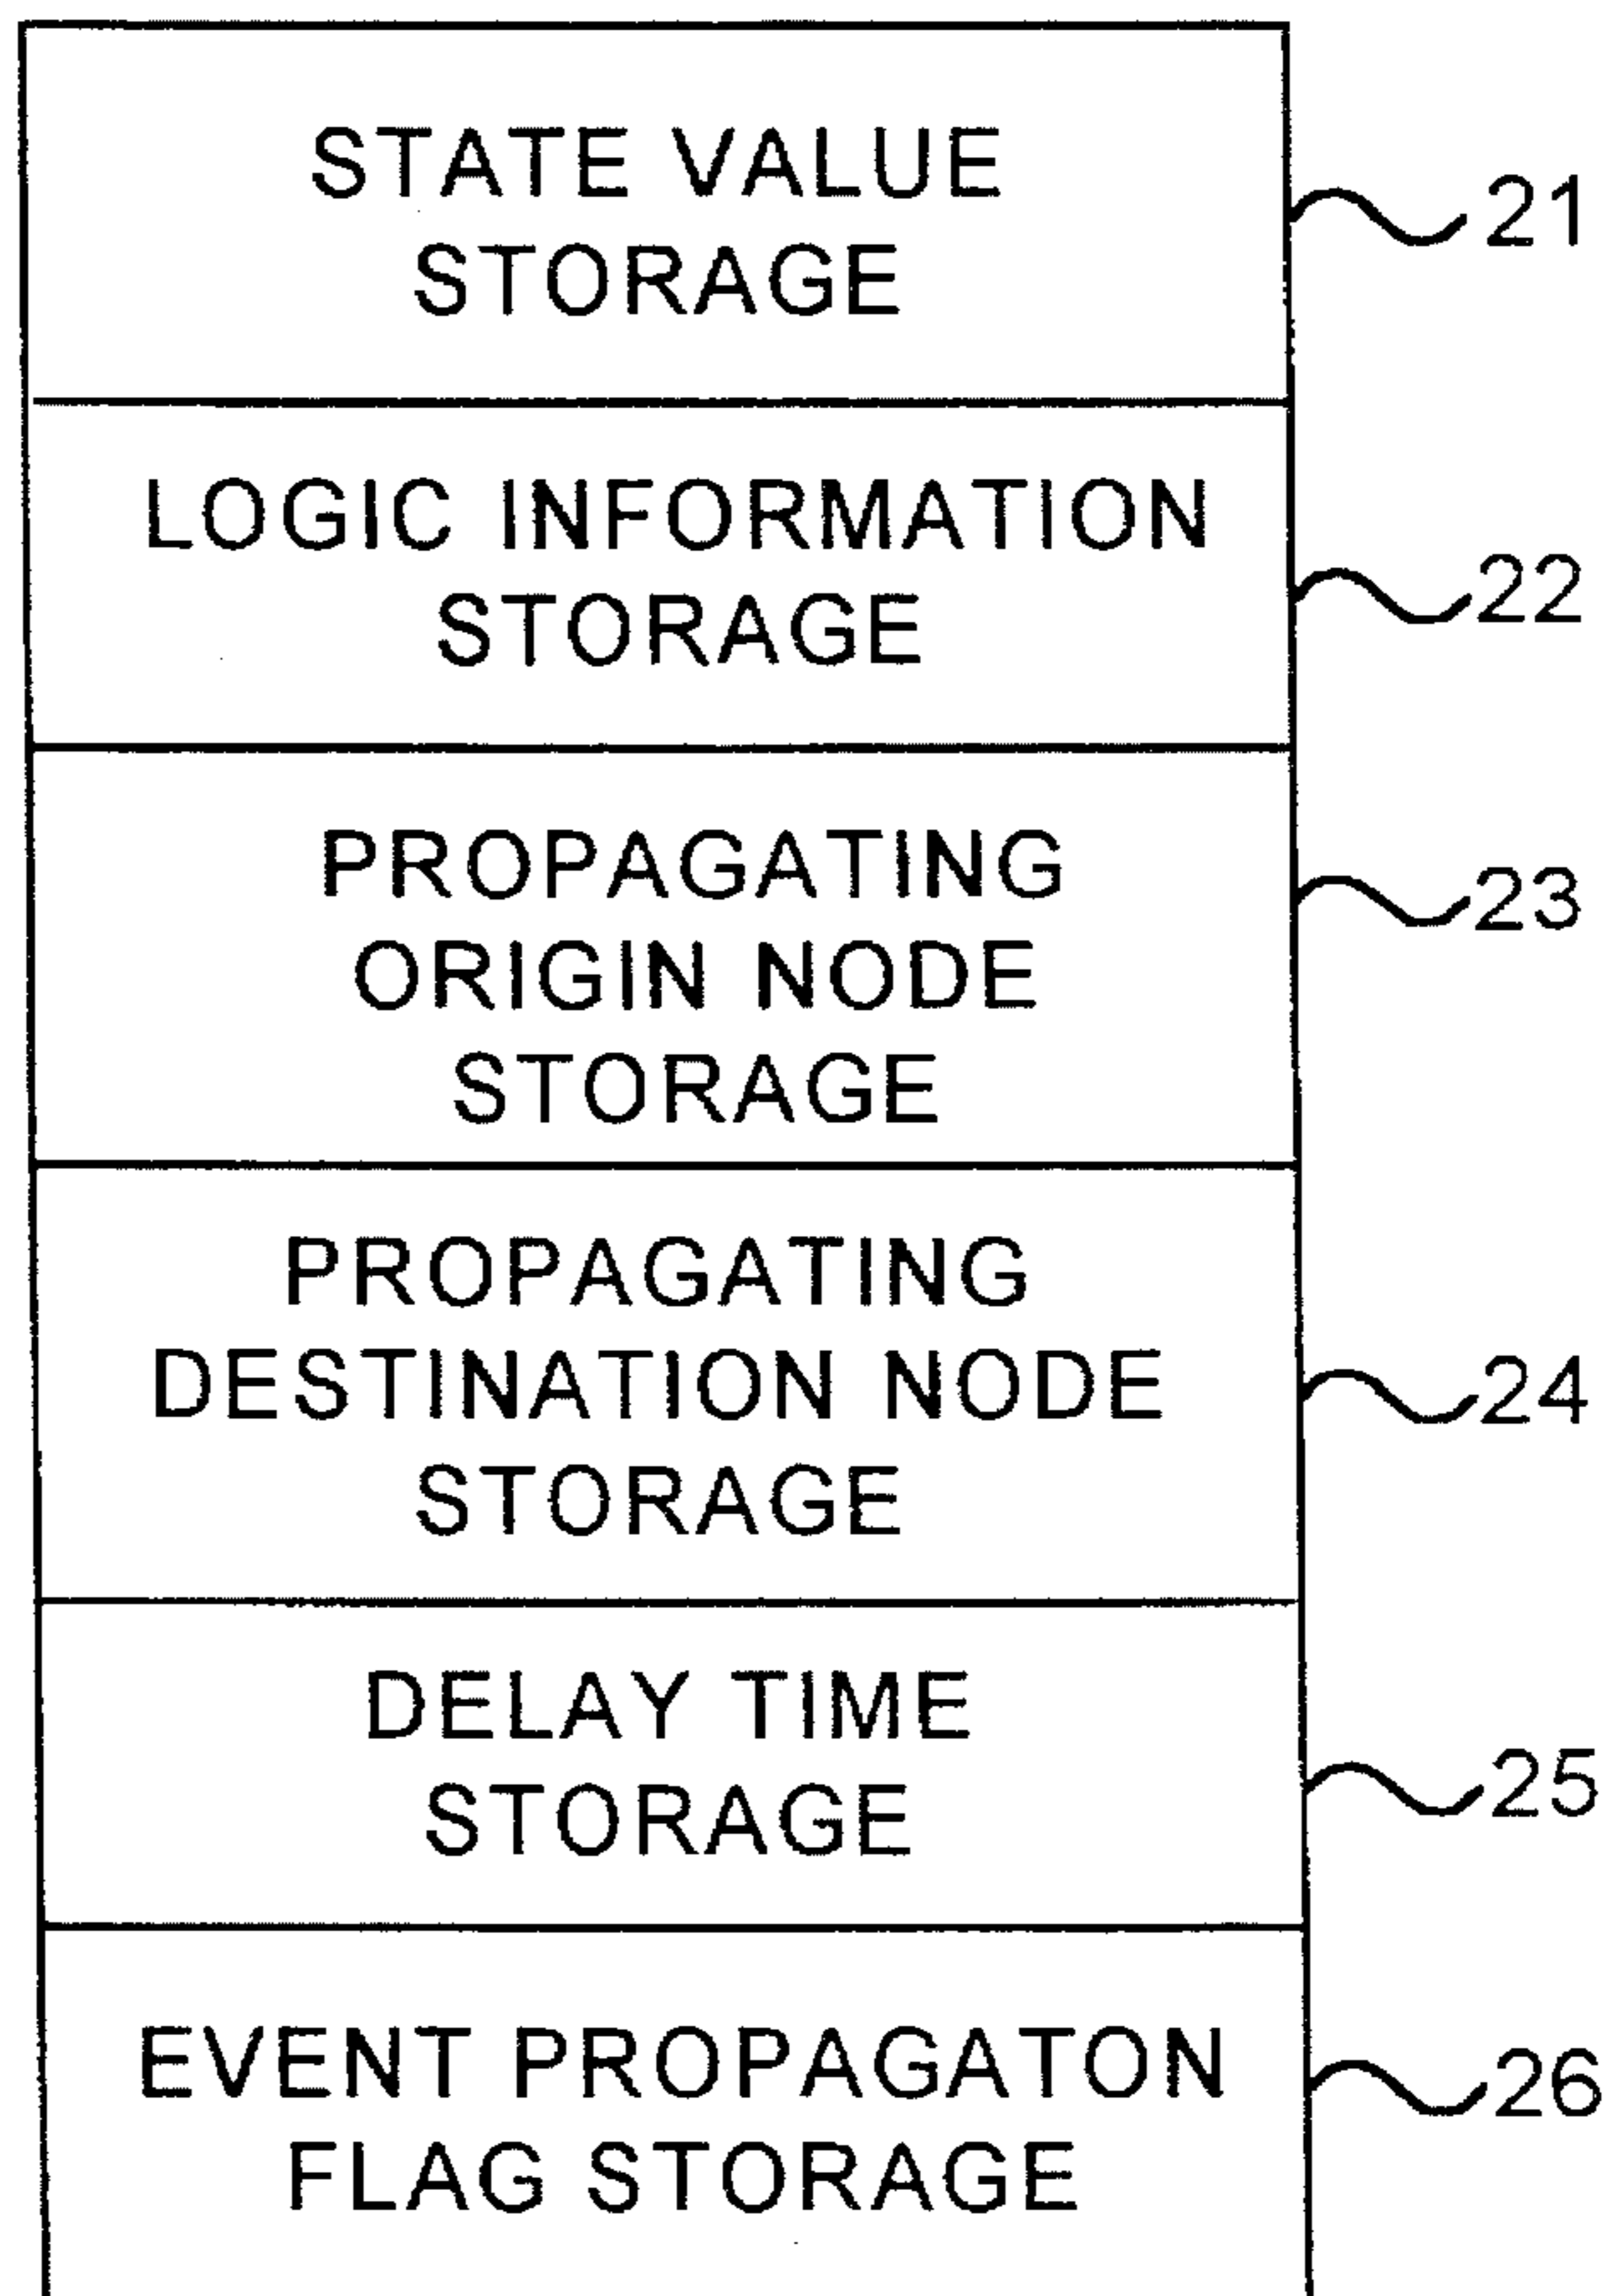 STATE VALUE
STORAGE
21
LOGIC INFORMATION
STORAGE
22
PROPAGATING
ORIGIN NODE
STORAGE
23
PROPAGATING
DESTINATION NODE
STORAGE
24
DELAY TIME
STORAGE
25
EVENT PROPAGATON
FLAG STORAGE
26